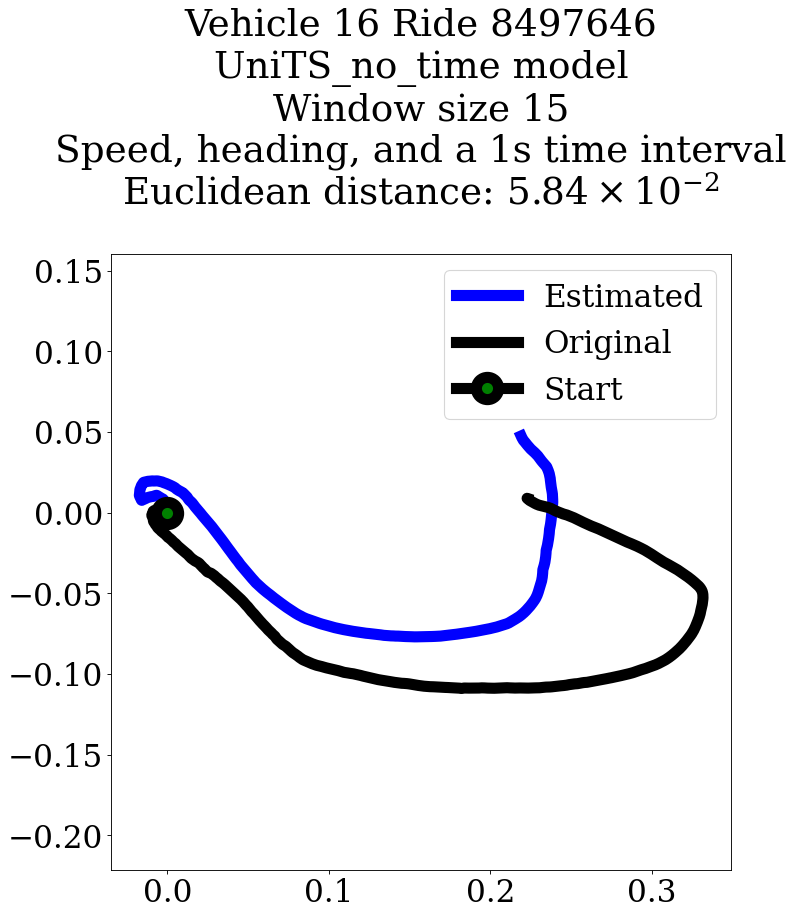 Vehicle 16 Ride 8497646
UniTS_no_time model
Window size 15
Speed, heading, and a 1s time interval
Euclidean distance: 5.84 × 10⁻²
0.15
0.10
0.05
0.00
−0.05
−0.10
−0.15
−0.20
Estimated
Original
Start
0.0 0.1 0.2 0.3